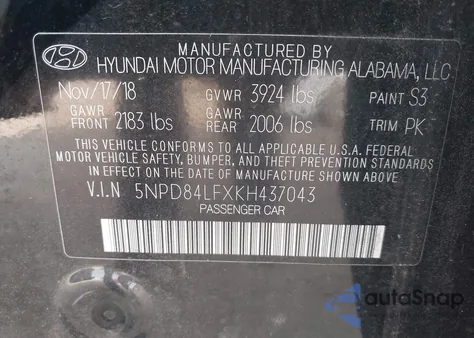 MANUFACTURED BY
HYUNDAI MOTOR MANUFACTURING ALABAMA, LLC
Nov/17/18 GVWR 3924 lbs PAINT S3
GAWR FRONT 2183 lbs GAWR REAR 2006 lbs TRIM PK
THIS VEHICLE CONFORMS TO ALL APPLICABLE U.S.A. FEDERAL
MOTOR VEHICLE SAFETY, BUMPER, AND THEFT PREVENTION STANDARDS
IN EFFECT ON THE DATE OF MANUFACTURE SHOWN ABOVE.
V.I.N 5NPD84LFXKH437043
PASSENGER CAR
autoSnap